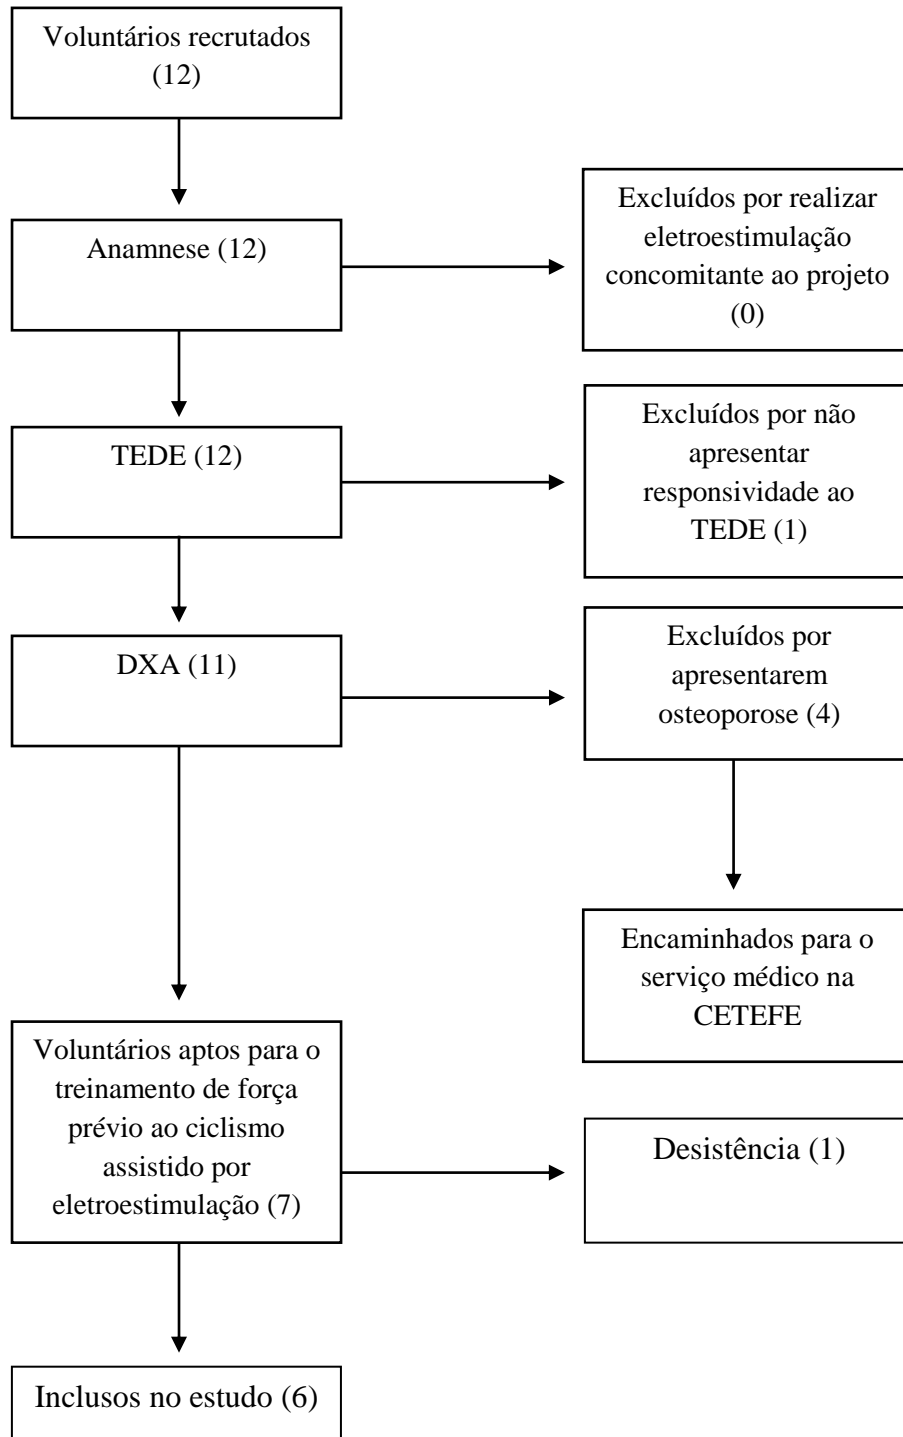 Voluntários recrutados
(12)
Anamnese (12)
Excluídos por realizar
eletroestimulação
concomitante ao projeto
(0)
TEDE (12)
Excluídos por não
apresentar
responsividade ao
TEDE (1)
DXA (11)
Excluídos por
apresentarem
osteoporose (4)
Encaminhados para o
serviço médico na
CETEFE
Voluntários aptos para o
treinamento de força
prévio ao ciclismo
assistido por
eletroestimulação (7)
Desistência (1)
Inclusos no estudo (6)